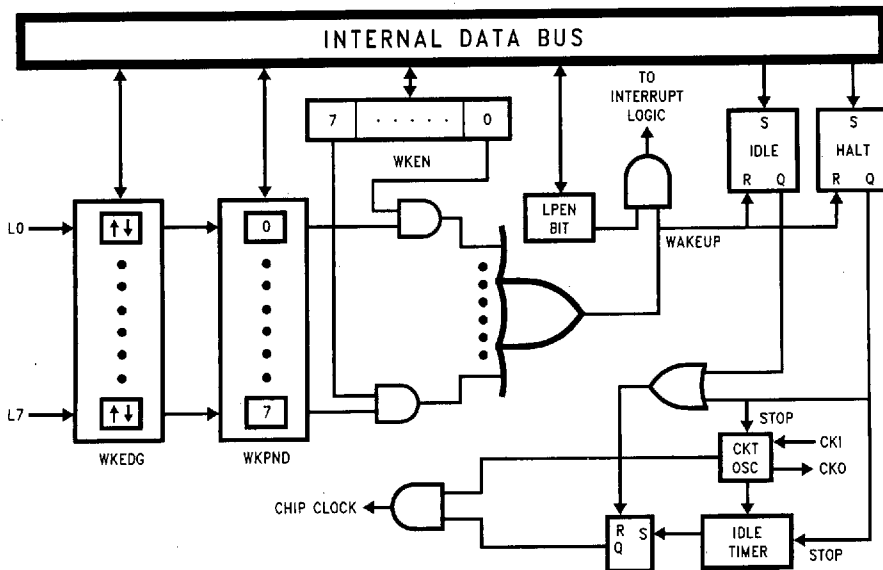 INTERNAL DATA BUS
TO
INTERRUPT
LOGIC
7 · · · · · 0
WKEN
S
IDLE
R Q
S
HALT
R Q
LPEN
BIT
WAKEUP
L0
↑↓
0
L7
↑↓
7
WKEDG
WKPND
STOP
CKT
OSC
CKI
CKO
CHIP CLOCK
R S
Q
IDLE
TIMER
STOP